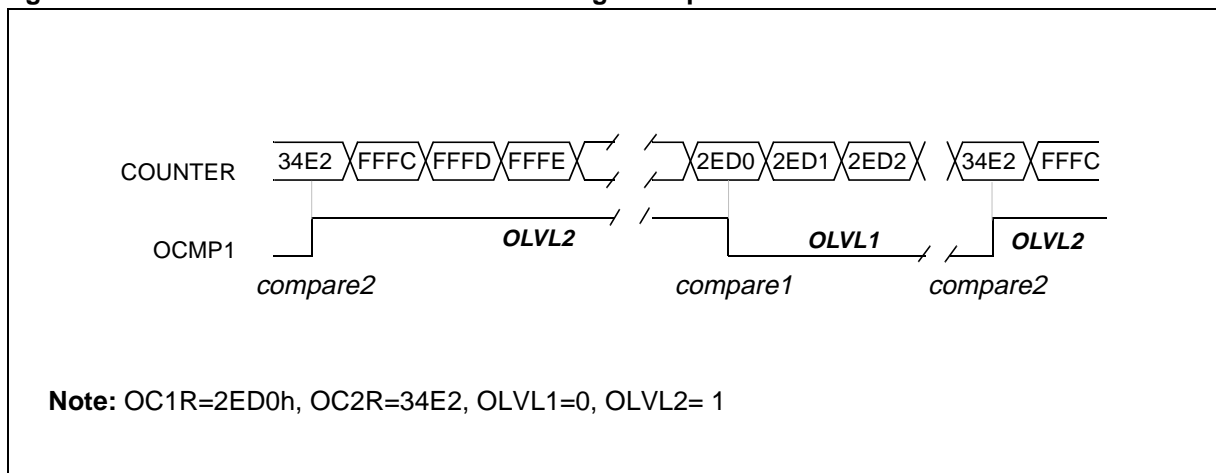 COUNTER 34E2 FFFC FFFD FFFE 2ED0 2ED1 2ED2 34E2 FFFC
OCMP1 OLVL2 OLVL1 OLVL2
compare2 compare1 compare2
Note: OC1R=2ED0h, OC2R=34E2, OLVL1=0, OLVL2= 1